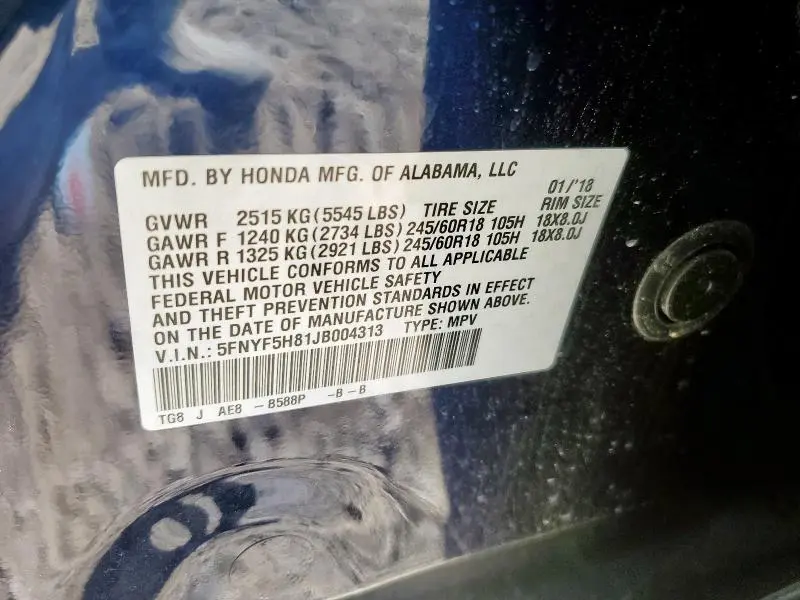 MFD. BY HONDA MFG. OF ALABAMA, LLC 01/'18
GVWR 2515 KG (5545 LBS) TIRE SIZE RIM SIZE
GAWR F 1240 KG (2734 LBS) 245/60R18 105H 18X8.0J
GAWR R 1325 KG (2921 LBS) 245/60R18 105H 18X8.0J
THIS VEHICLE CONFORMS TO ALL APPLICABLE
FEDERAL MOTOR VEHICLE SAFETY
AND THEFT PREVENTION STANDARDS IN EFFECT
ON THE DATE OF MANUFACTURE SHOWN ABOVE.
V.I.N.: 5FNYF5H81JB004313 TYPE: MPV
TG8 J AE8 -B588P -B-B